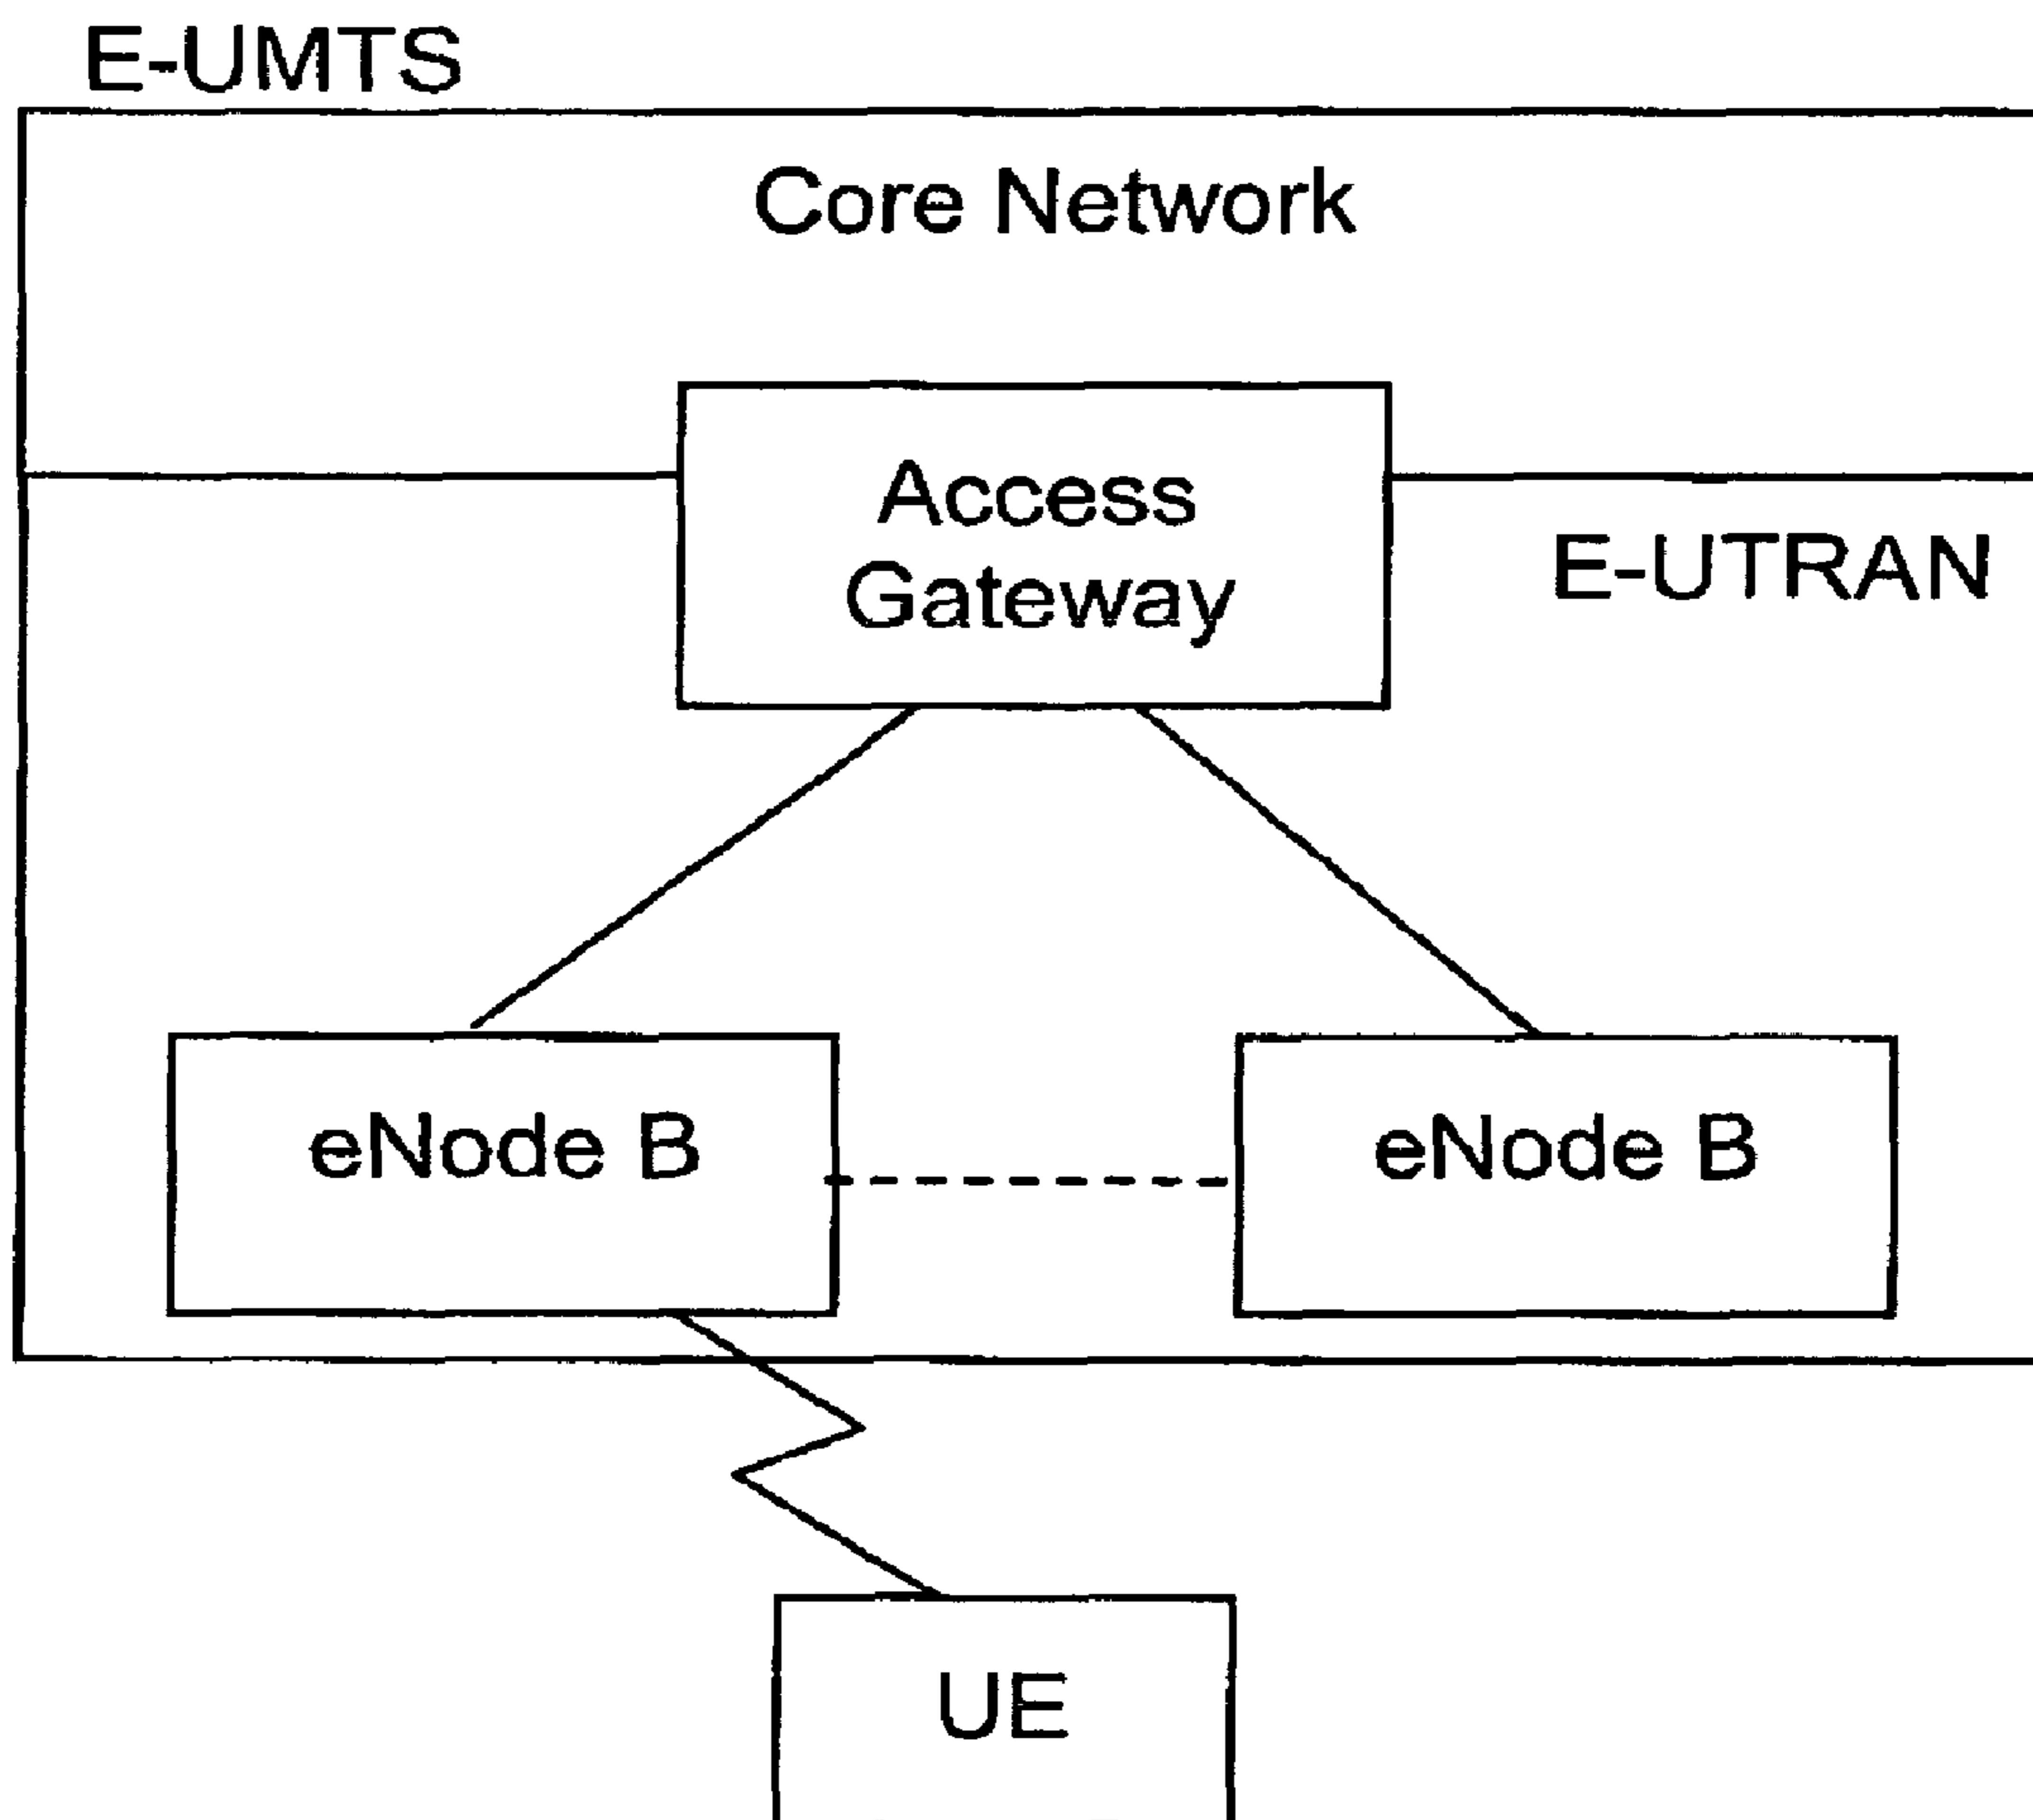 E-UMTS
Core Network
Access
Gateway
E-UTRAN
eNode B
eNode B
UE